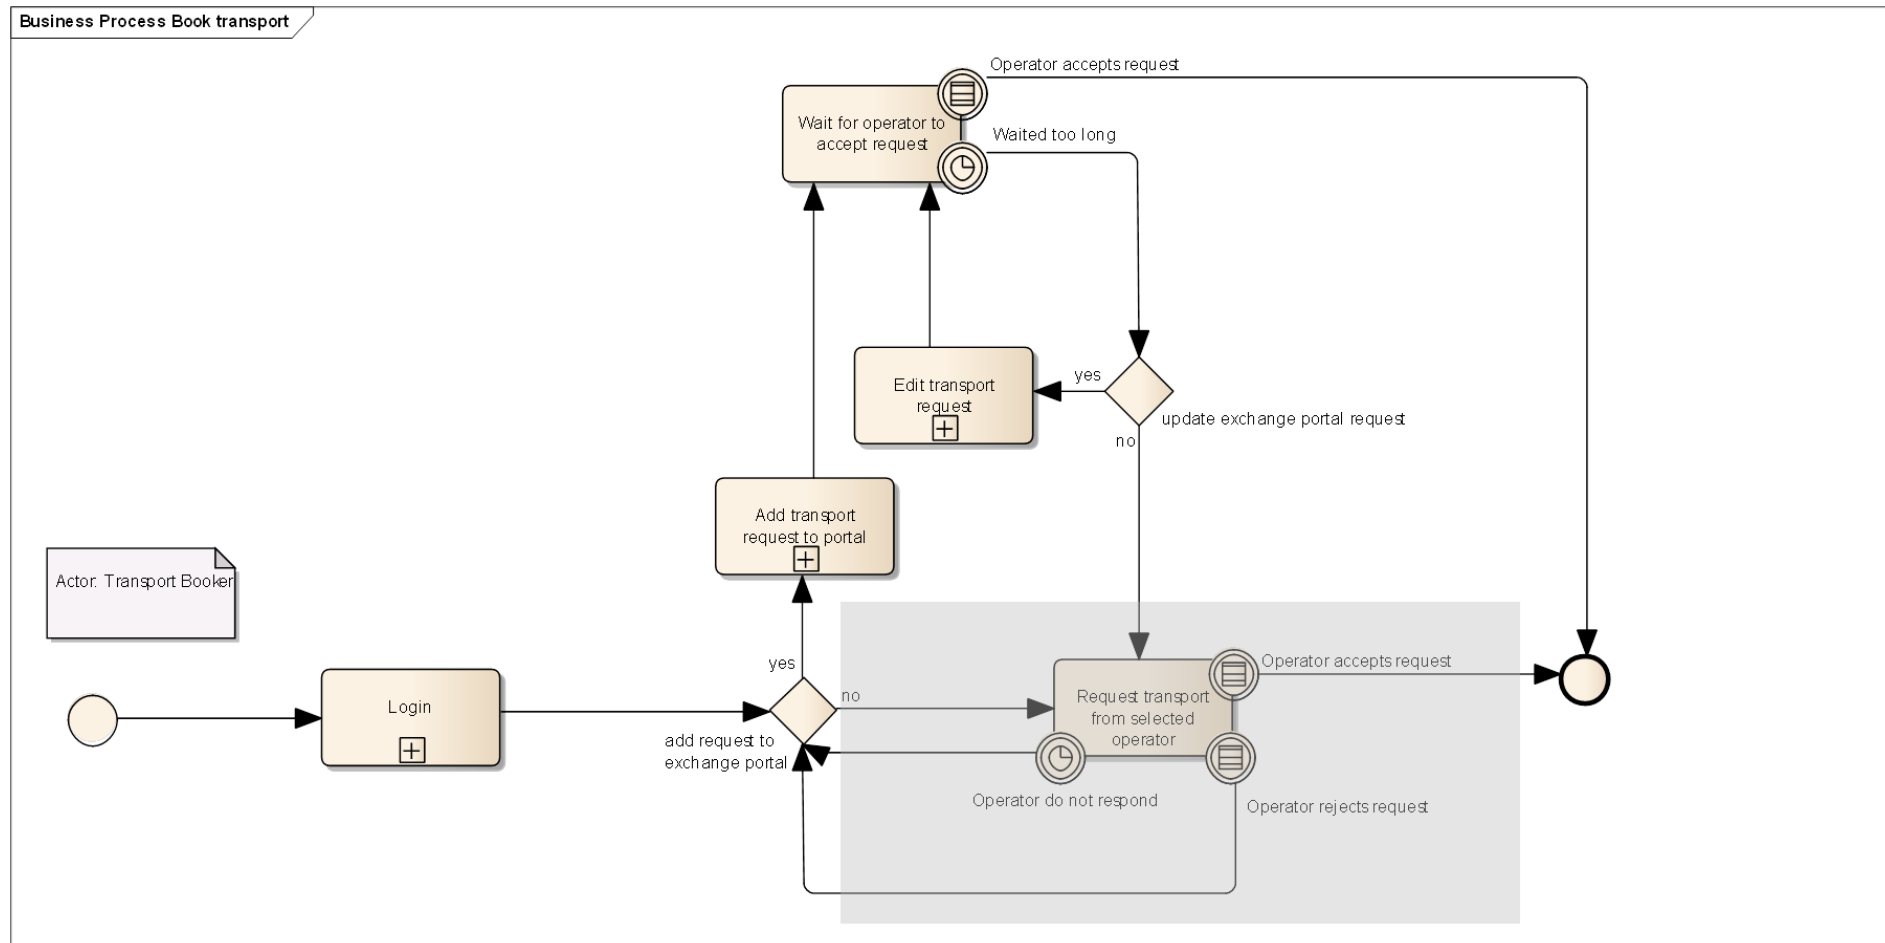 Business Process Book transport
Operator accepts request
Wait for operator to
accept request
Waited too long
Edit transport
request
yes
update exchange portal request
no
Add transport
request to portal
Actor: Transport Booker
yes
Login
no
add request to
exchange portal
Request transport
from selected
operator
Operator accepts request
Operator do not respond
Operator rejects request